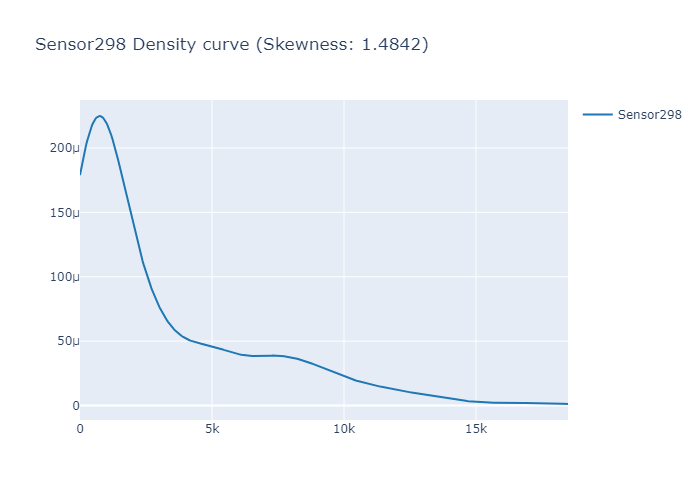 Sensor298 Density curve (Skewness: 1.4842)
Sensor298
200µ
150µ
100µ
50µ
0
0
5k
10k
15k